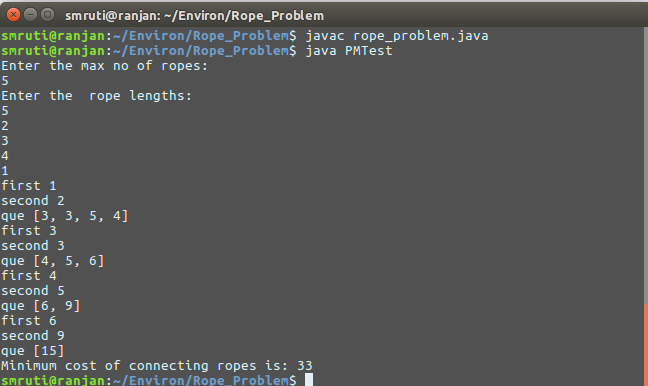 smruti@ranjan: ~/Environ/Rope_Problem
smruti@ranjan:~/Environ/Rope_Problem$ javac rope_problem.java
smruti@ranjan:~/Environ/Rope_Problem$ java PMTest
Enter the max no of ropes:
5
Enter the  rope lengths:
5
2
3
4
1
first 1
second 2
que [3, 3, 5, 4]
first 3
second 3
que [4, 5, 6]
first 4
second 5
que [6, 9]
first 6
second 9
que [15]
Minimum cost of connecting ropes is: 33
smruti@ranjan:~/Environ/Rope_Problem$